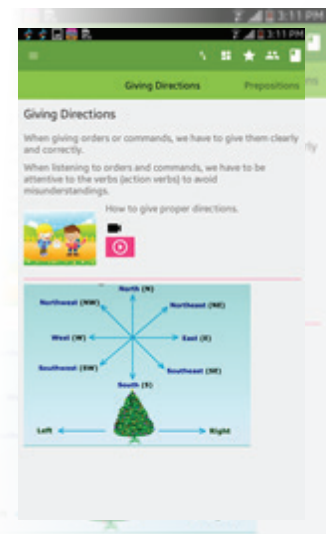 3:11 PM
3:11 PM
Giving Directions
Prepositions
Giving Directions
When giving orders or commands, we have to give them clearly
and correctly.
When listening to orders and commands, we have to be
attentive to the verbs (action verbs) to avoid
misunderstandings.
How to give proper directions.
North (N)
Northwest (NW)
Northeast (NE)
West (W)
East (E)
Southwest (SW)
Southeast (SE)
South (S)
Left
Right